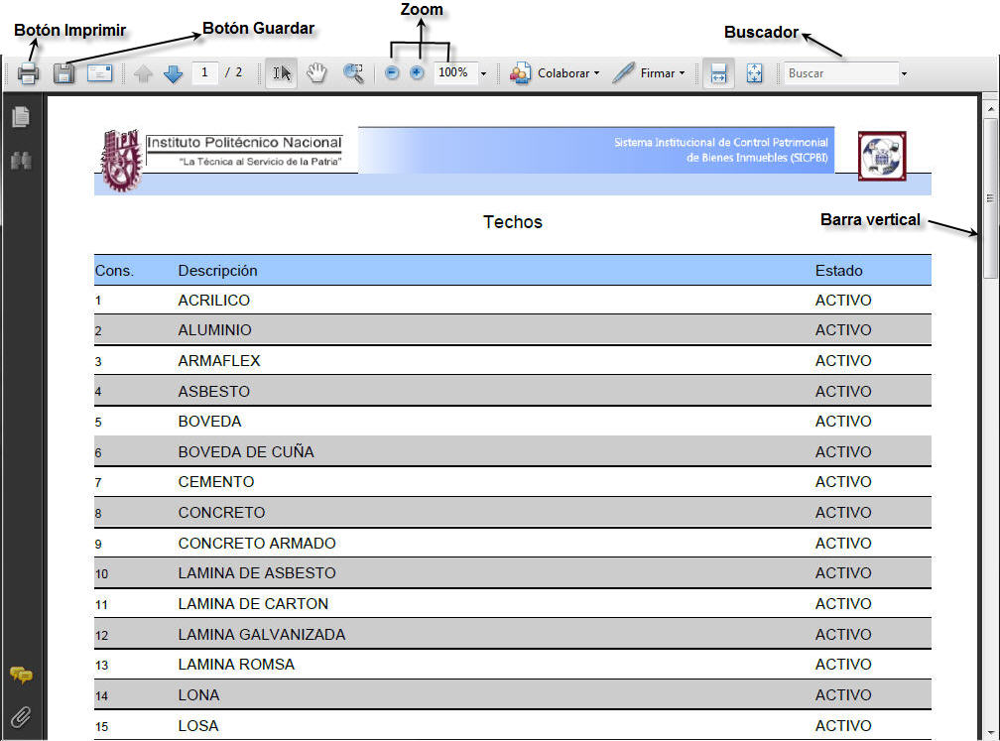 Zoom
Botón Imprimir
Botón Guardar
Buscador
1 / 2
100%
Colaborar
Firmar
Buscar
IPN
Instituto Politécnico Nacional
"La Técnica al Servicio de la Patria"
Sistema Institucional de Control Patrimonial
de Bienes Inmuebles (SICPBI)
Techos
Barra vertical
Cons. Descripción Estado
1 ACRILICO ACTIVO
2 ALUMINIO ACTIVO
3 ARMAFLEX ACTIVO
4 ASBESTO ACTIVO
5 BOVEDA ACTIVO
6 BOVEDA DE CUÑA ACTIVO
7 CEMENTO ACTIVO
8 CONCRETO ACTIVO
9 CONCRETO ARMADO ACTIVO
10 LAMINA DE ASBESTO ACTIVO
11 LAMINA DE CARTON ACTIVO
12 LAMINA GALVANIZADA ACTIVO
13 LAMINA ROMSA ACTIVO
14 LONA ACTIVO
15 LOSA ACTIVO